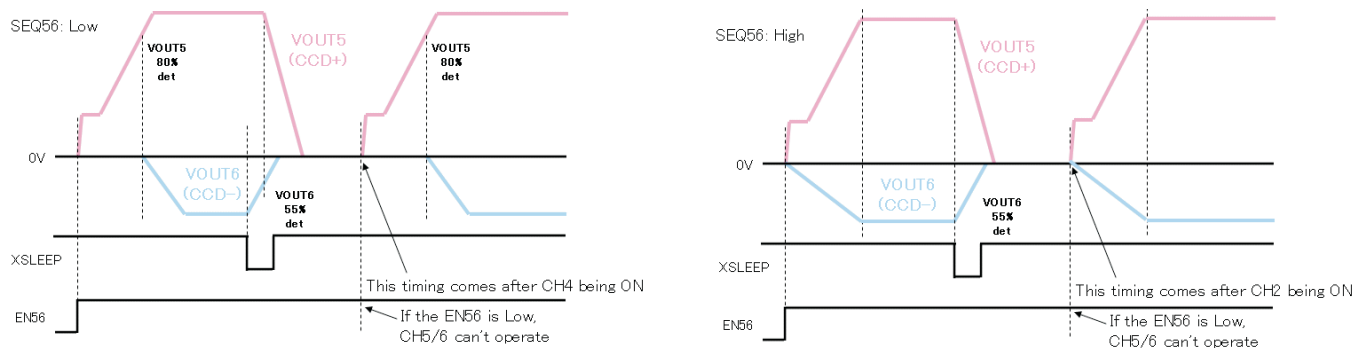 SEQ56: Low
VOUT5
80%
det
VOUT5
(CCD+)
VOUT5
80%
det
0V
VOUT6
(CCD−)
VOUT6
55%
det
XSLEEP
This timing comes after CH4 being ON
EN56
If the EN56 is Low,
CH5/6 can't operate
SEQ56: High
VOUT5
(CCD+)
0V
VOUT6
(CCD−)
VOUT6
55%
det
XSLEEP
This timing comes after CH2 being ON
EN56
If the EN56 is Low,
CH5/6 can't operate